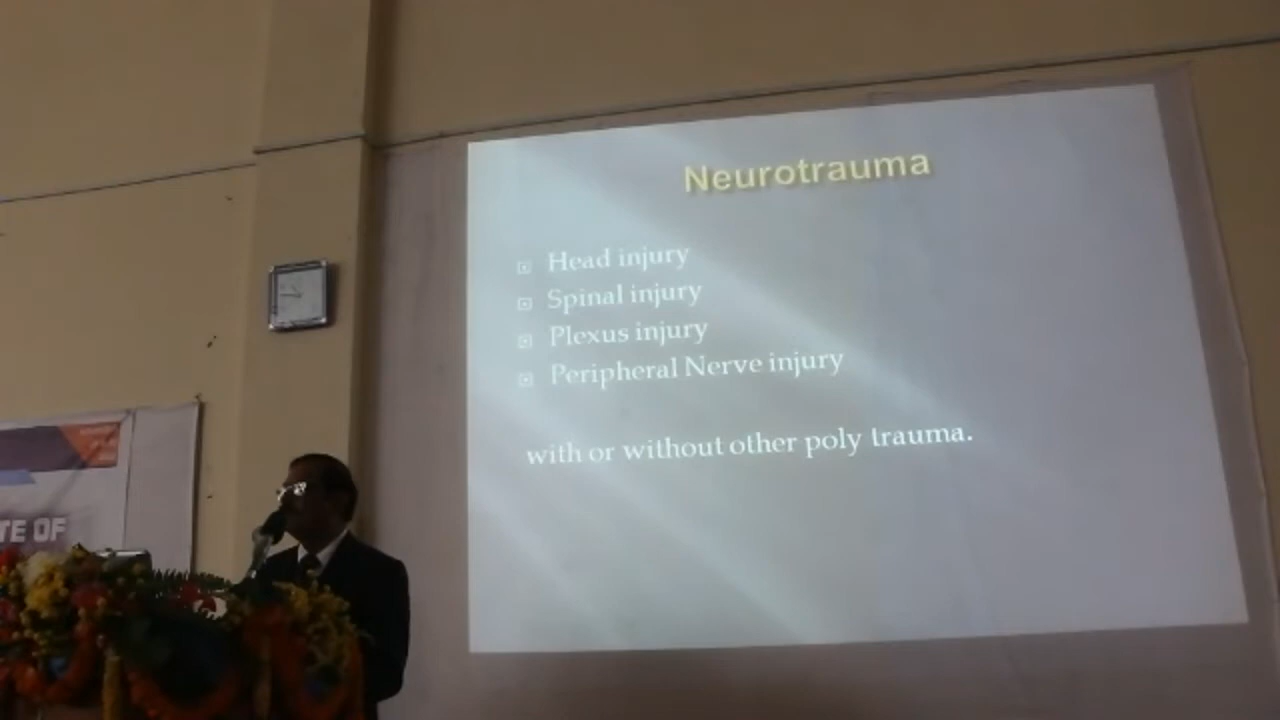 Neurotrauma
Head injury
Spinal injury
Plexus injury
Peripheral Nerve injury
with or without other poly trauma.
TE OF